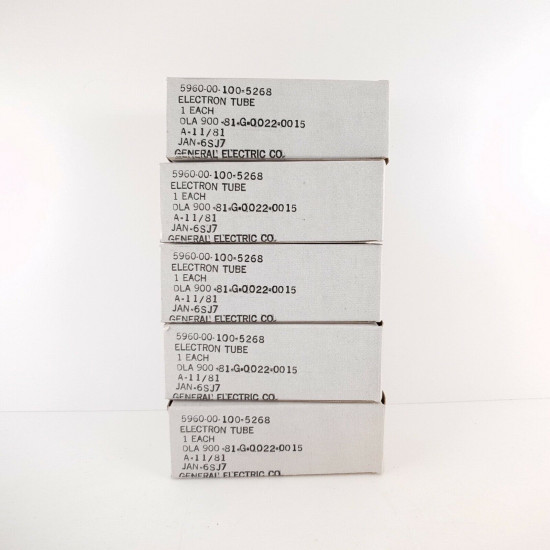 5960-00-100-5268
ELECTRON TUBE
1 EACH
DLA 900-81-G-0022-0015
A-11/81
JAN-6SJ7
GENERAL ELECTRIC CO.
5960-00-100-5268
ELECTRON TUBE
1 EACH
DLA 900-81-G-0022-0015
A-11/81
JAN-6SJ7
GENERAL ELECTRIC CO.
5960-00-100-5268
ELECTRON TUBE
1 EACH
DLA 900-81-G-0022-0015
A-11/81
JAN-6SJ7
GENERAL ELECTRIC CO.
5960-00-100-5268
ELECTRON TUBE
1 EACH
DLA 900-81-G-0022-0015
A-11/81
JAN-6SJ7
GENERAL ELECTRIC CO.
5960-00-100-5268
ELECTRON TUBE
1 EACH
DLA 900-81-G-0022-0015
A-11/81
JAN-6SJ7
GENERAL ELECTRIC CO.